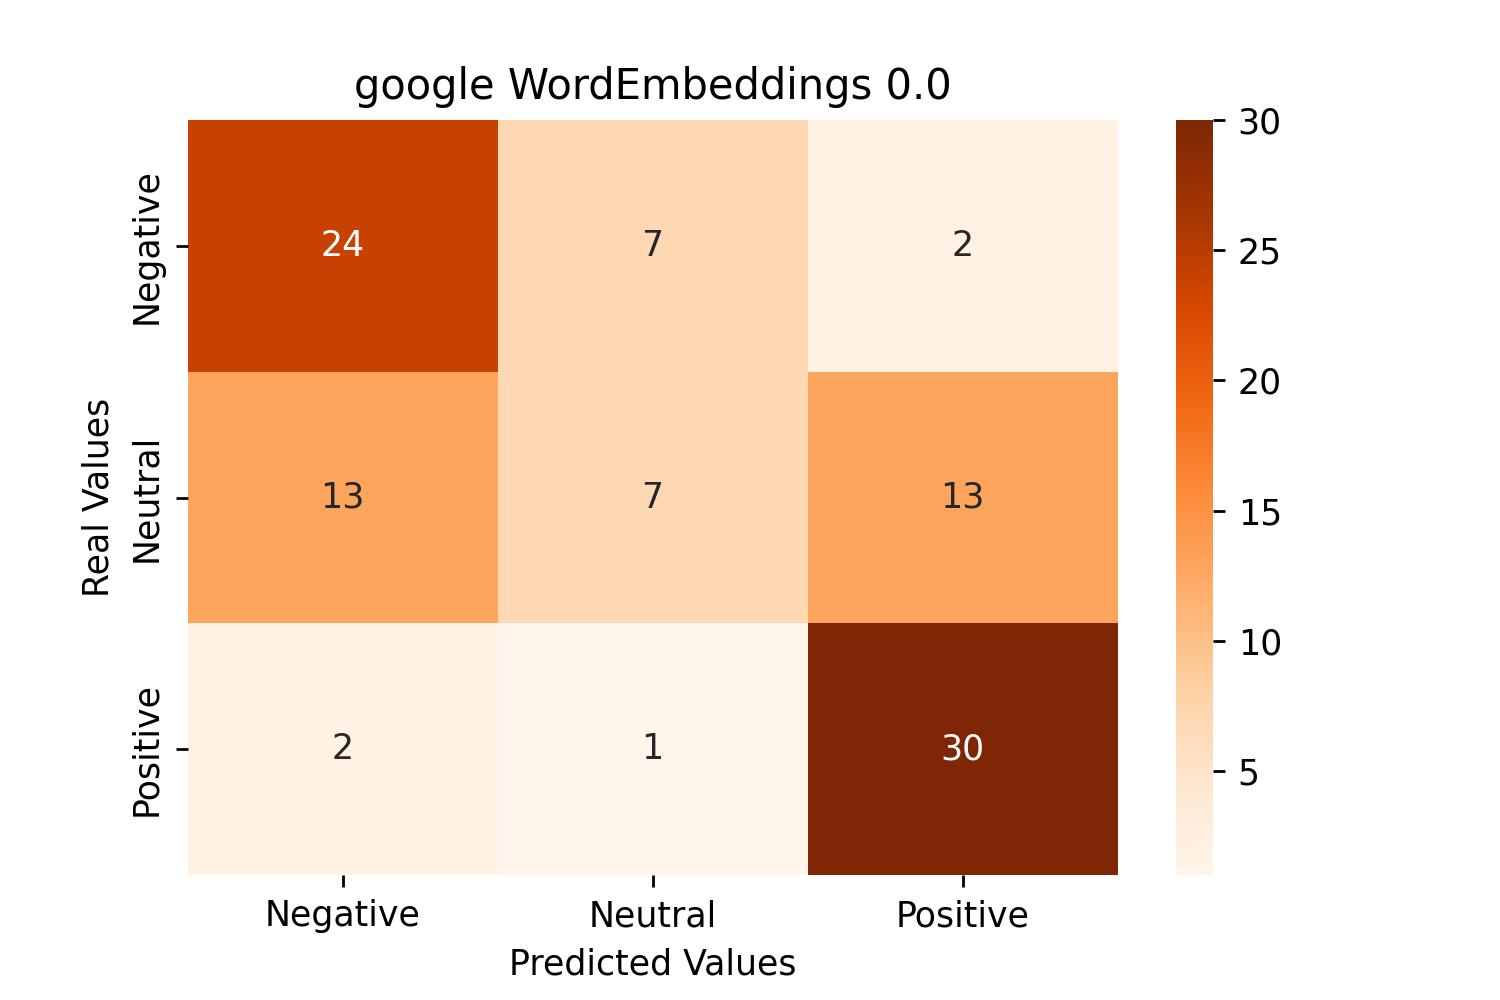 google WordEmbeddings 0.0
Real Values
Negative
24 7 2
Neutral
13 7 13
Positive
2 1 30
Negative Neutral Positive
Predicted Values
30
25
20
15
10
5